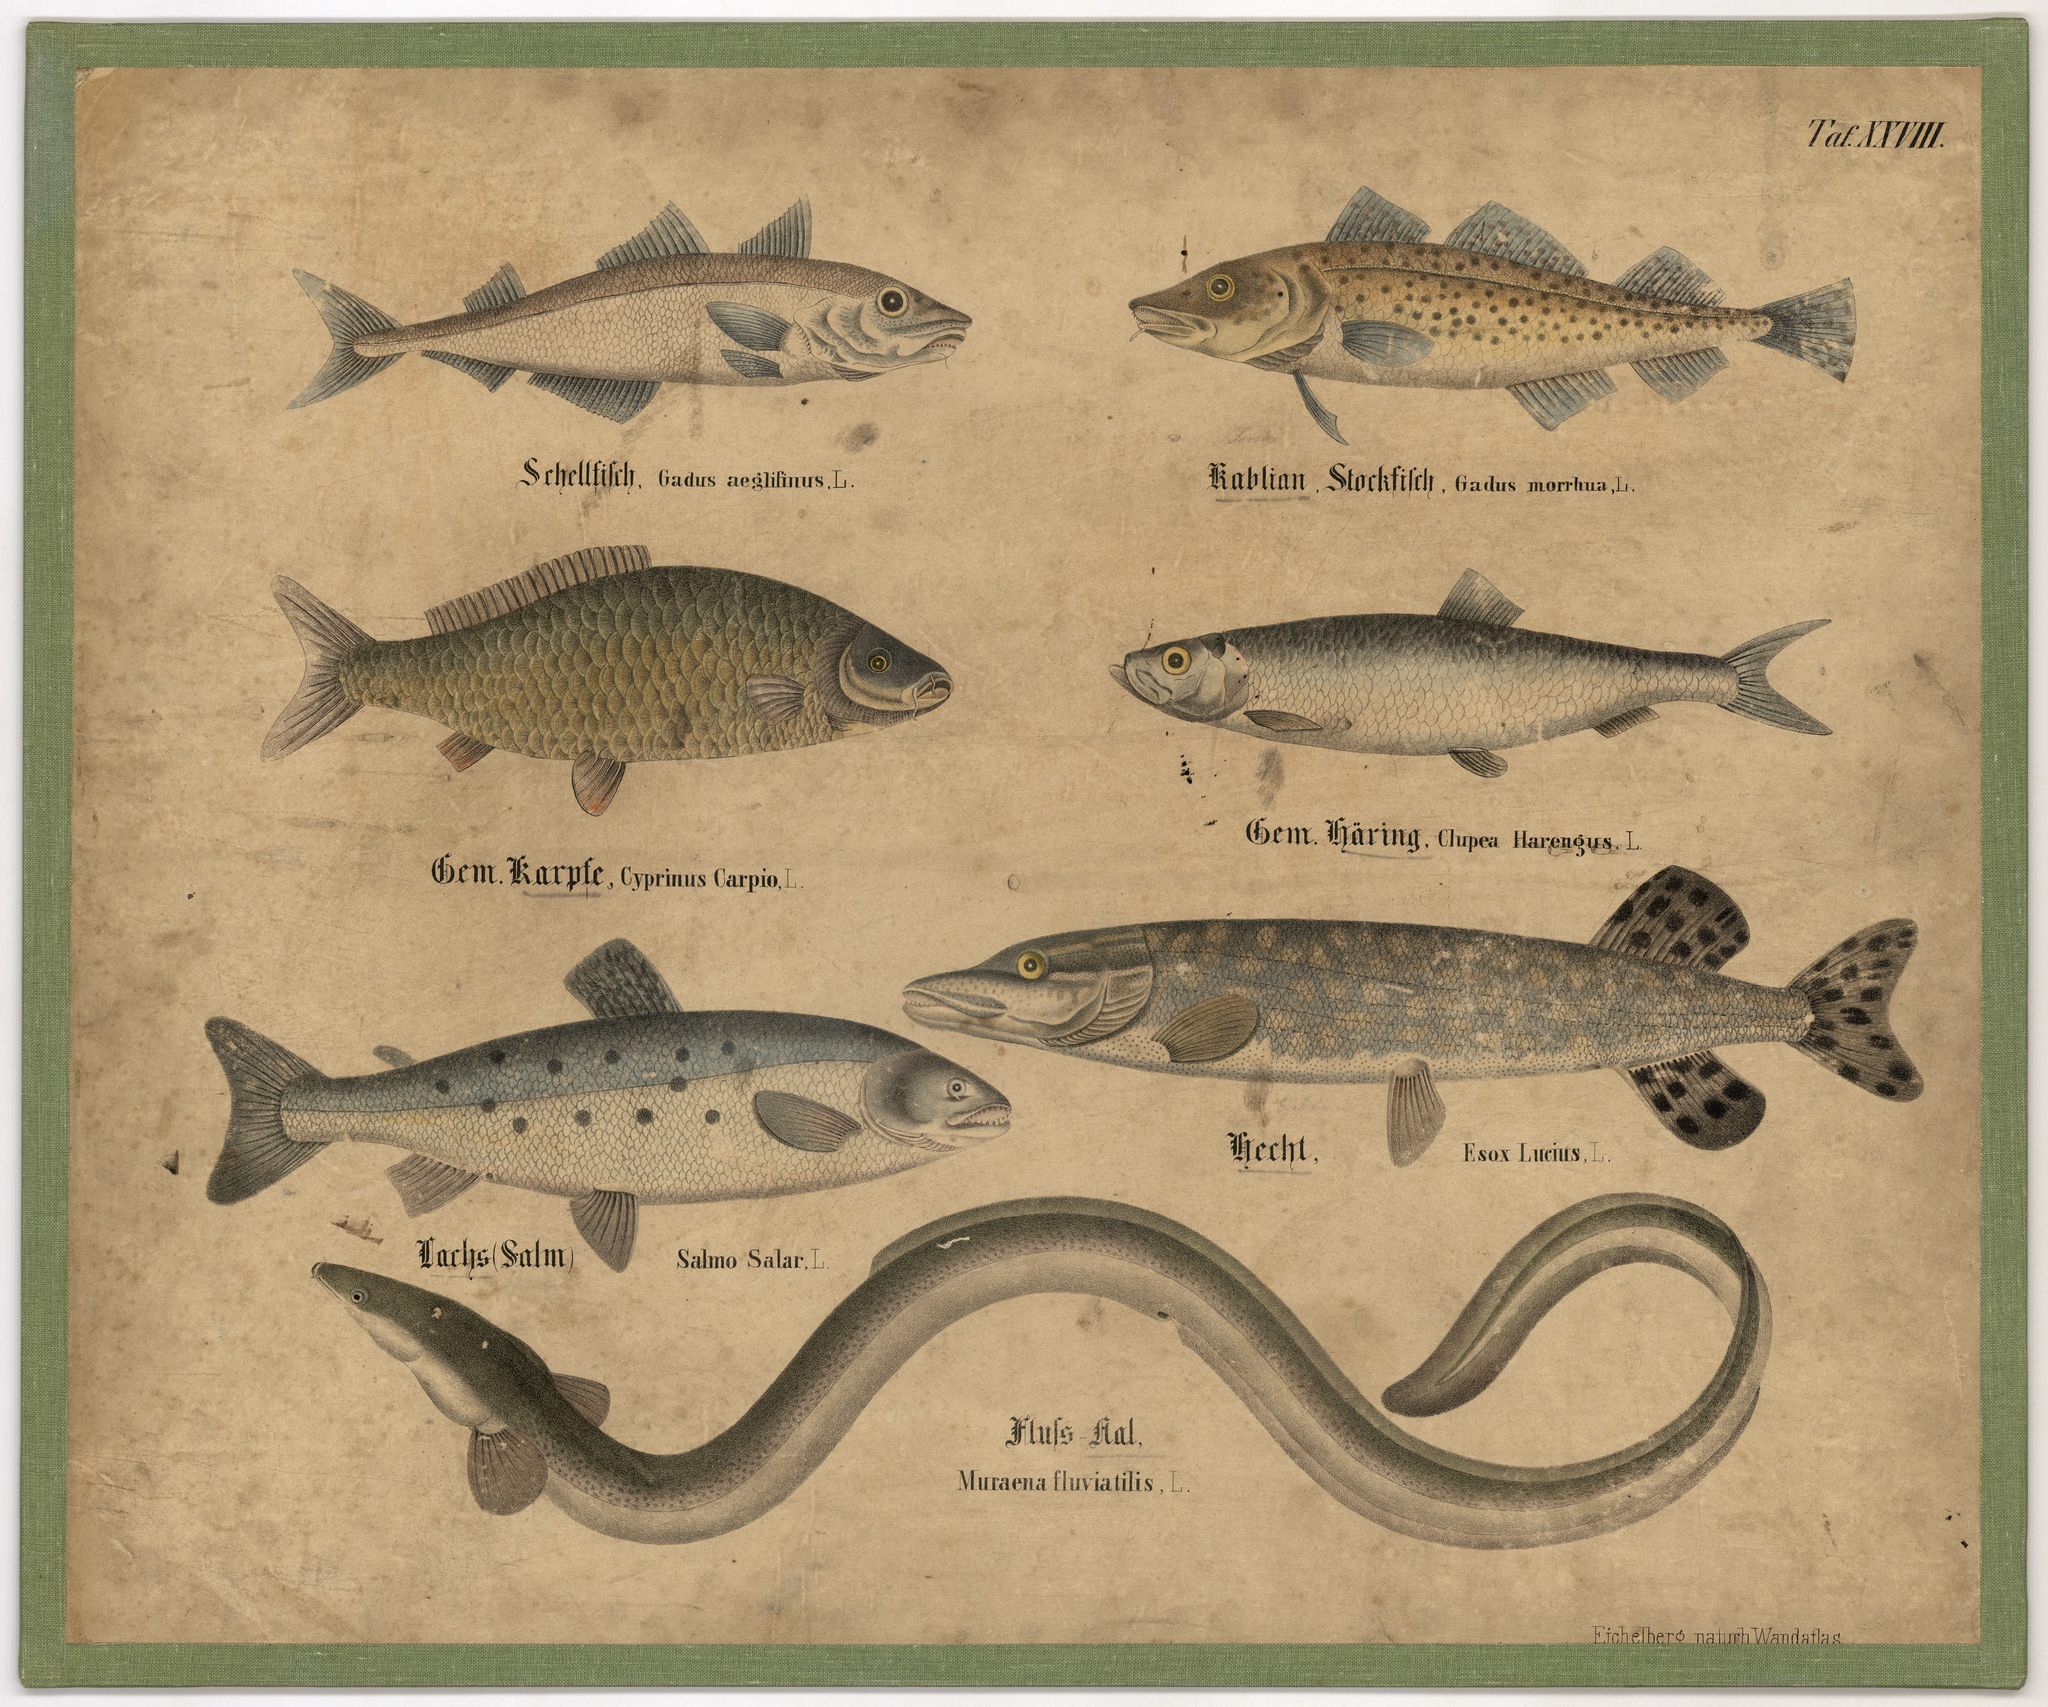 Taf. XXVIII.
Schellfiſch, Gadus aeglifinus, L.
Kablian, Stockfiſch, Gadus morrhua, L.
Gem. Karpfe, Cyprinus Carpio, L.
Gem. Häring, Clupea Harengus, L.
Hecht, Esox Lucius, L.
Lachs (Salm) Salmo Salar, L.
Fluſs-Aal,
Muraena fluviatilis, L.
Eichelberg naturh Wandatlas